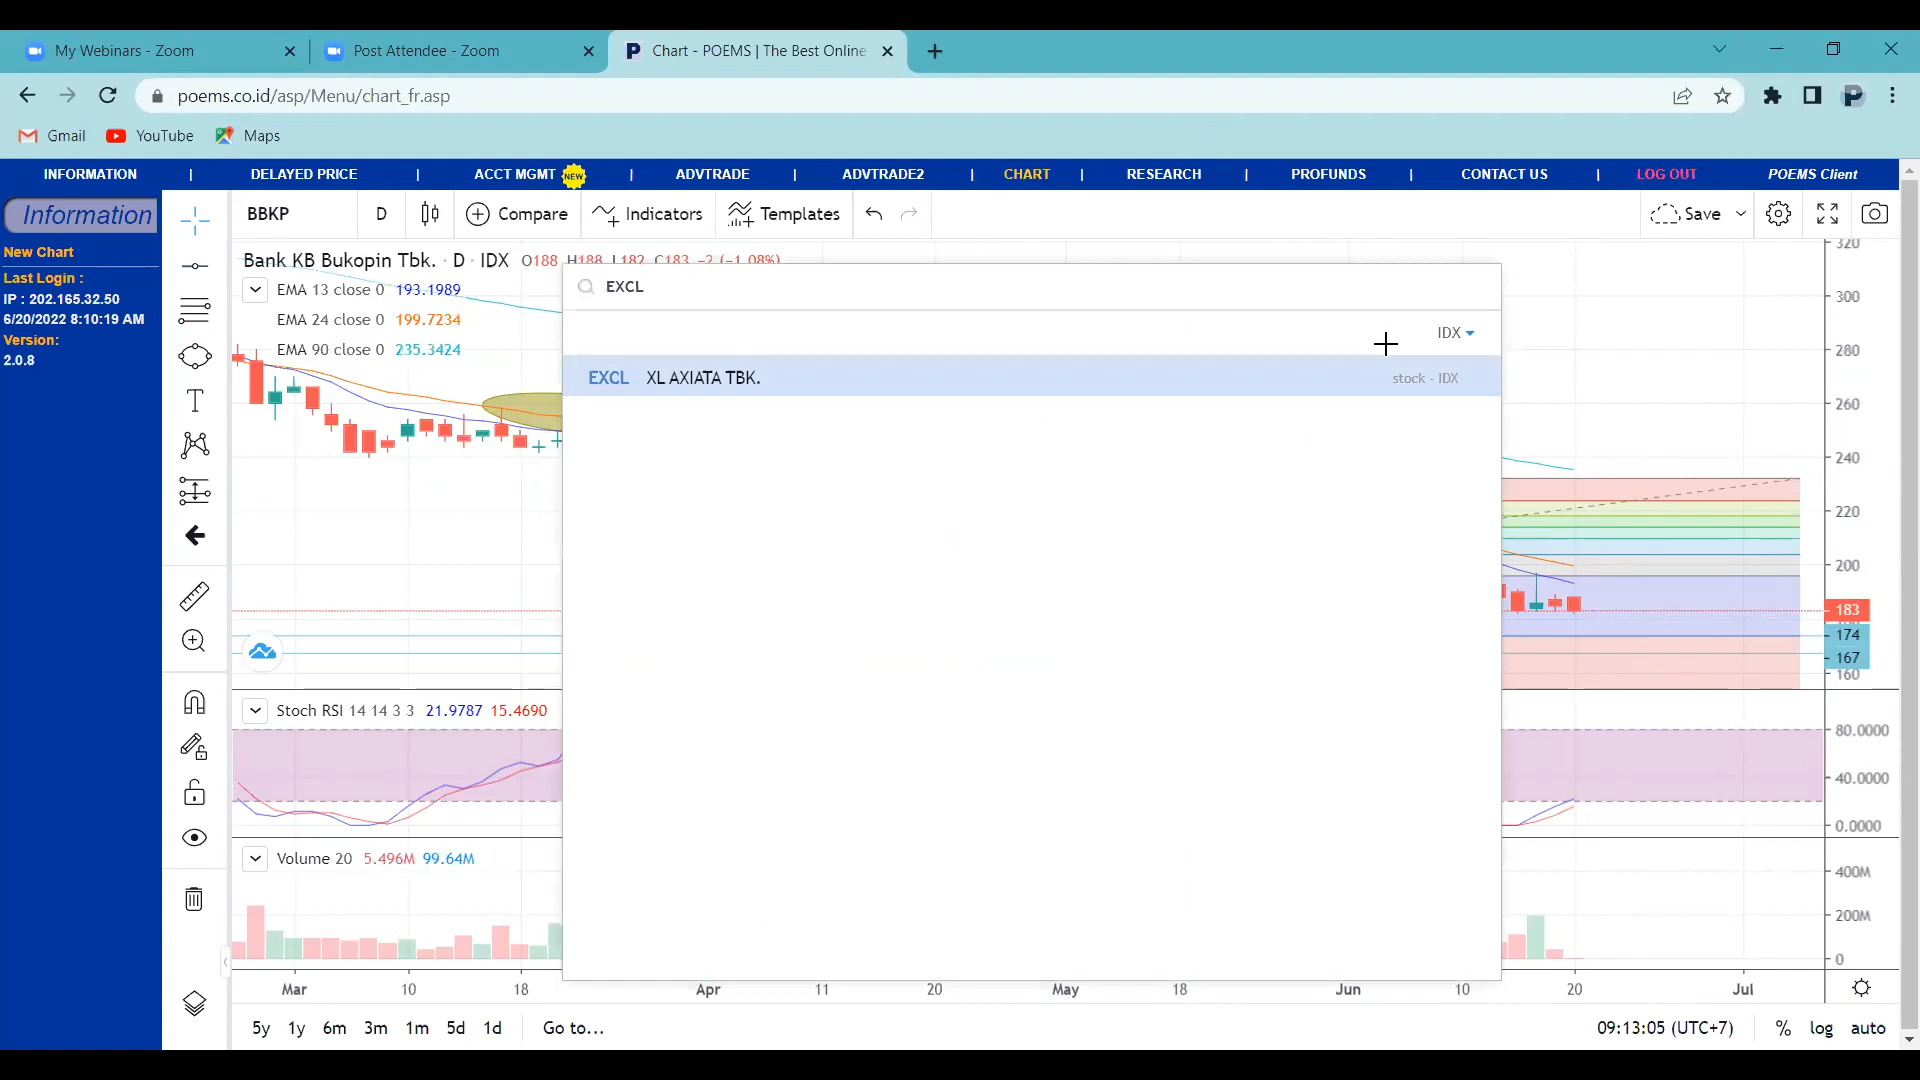 My Webinars - Zoom
Post Attendee - Zoom
P Chart - POEMS | The Best Online
poems.co.id/asp/Menu/chart_fr.asp
Gmail YouTube Maps
INFORMATION | DELAYED PRICE | ACCT MGMT NEW | ADVTRADE | ADVTRADE2 | CHART | RESEARCH | PROFUNDS | CONTACT US | LOG OUT POEMS Client
Information
New Chart
Last Login :
IP : 202.165.32.50
6/20/2022 8:10:19 AM
Version:
2.0.8
BBKP D Compare Indicators Templates Save
Bank KB Bukopin Tbk. · D · IDX O188 H188 L182 C183 −2 (−1.08%)
EMA 13 close 0 193.1989
EMA 24 close 0 199.7234
EMA 90 close 0 235.3424
EXCL
IDX
EXCL XL AXIATA TBK. stock - IDX
320
300
280
260
240
220
200
183
174
167
160
Stoch RSI 14 14 3 3 21.9787 15.4690
80.0000
40.0000
0.0000
Volume 20 5.496M 99.64M
400M
200M
0
Mar 10 18 Apr 11 20 May 18 Jun 10 20 Jul
5y 1y 6m 3m 1m 5d 1d Go to... 09:13:05 (UTC+7) % log auto